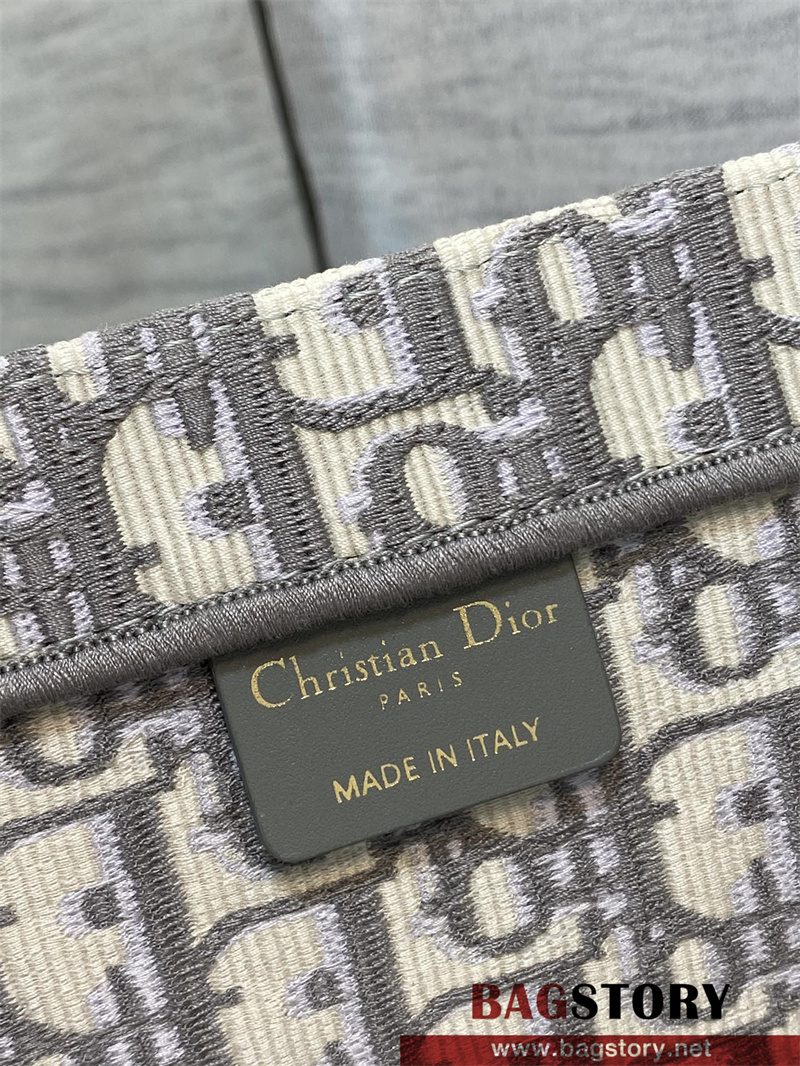 Christian Dior
PARIS
MADE IN ITALY
BAGSTORY
www.bagstory.net